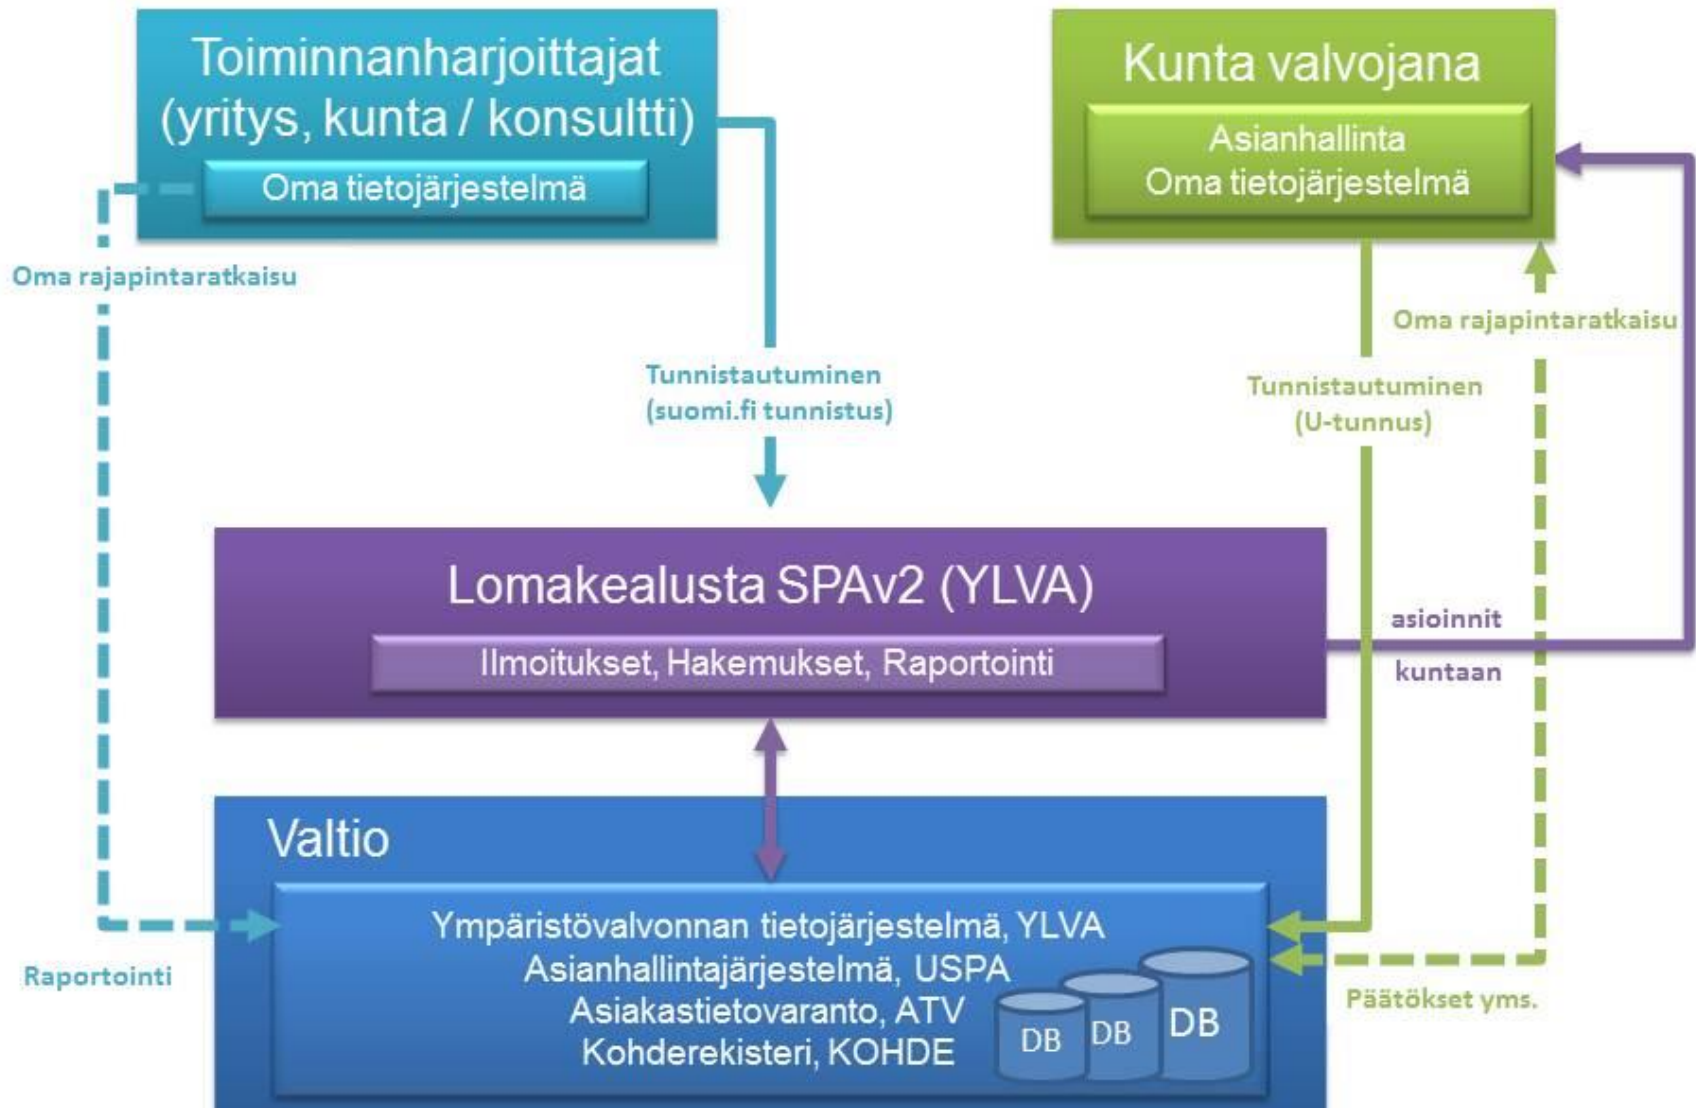 Toiminnanharjoittajat
(yritys, kunta / konsultti)
Oma tietojärjestelmä
Kunta valvojana
Asianhallinta
Oma tietojärjestelmä
Oma rajapintaratkaisu
Oma rajapintaratkaisu
Tunnistautuminen
(suomi.fi tunnistus)
Tunnistautuminen
(U-tunnus)
Lomakealusta SPAv2 (YLVA)
Ilmoitukset, Hakemukset, Raportointi
asioinnit
kuntaan
Valtio
Ympäristövalvonnan tietojärjestelmä, YLVA
Asianhallintajärjestelmä, USPA
Asiakastietovaranto, ATV
Kohderekisteri, KOHDE
DB
DB
DB
Raportointi
Päätökset yms.